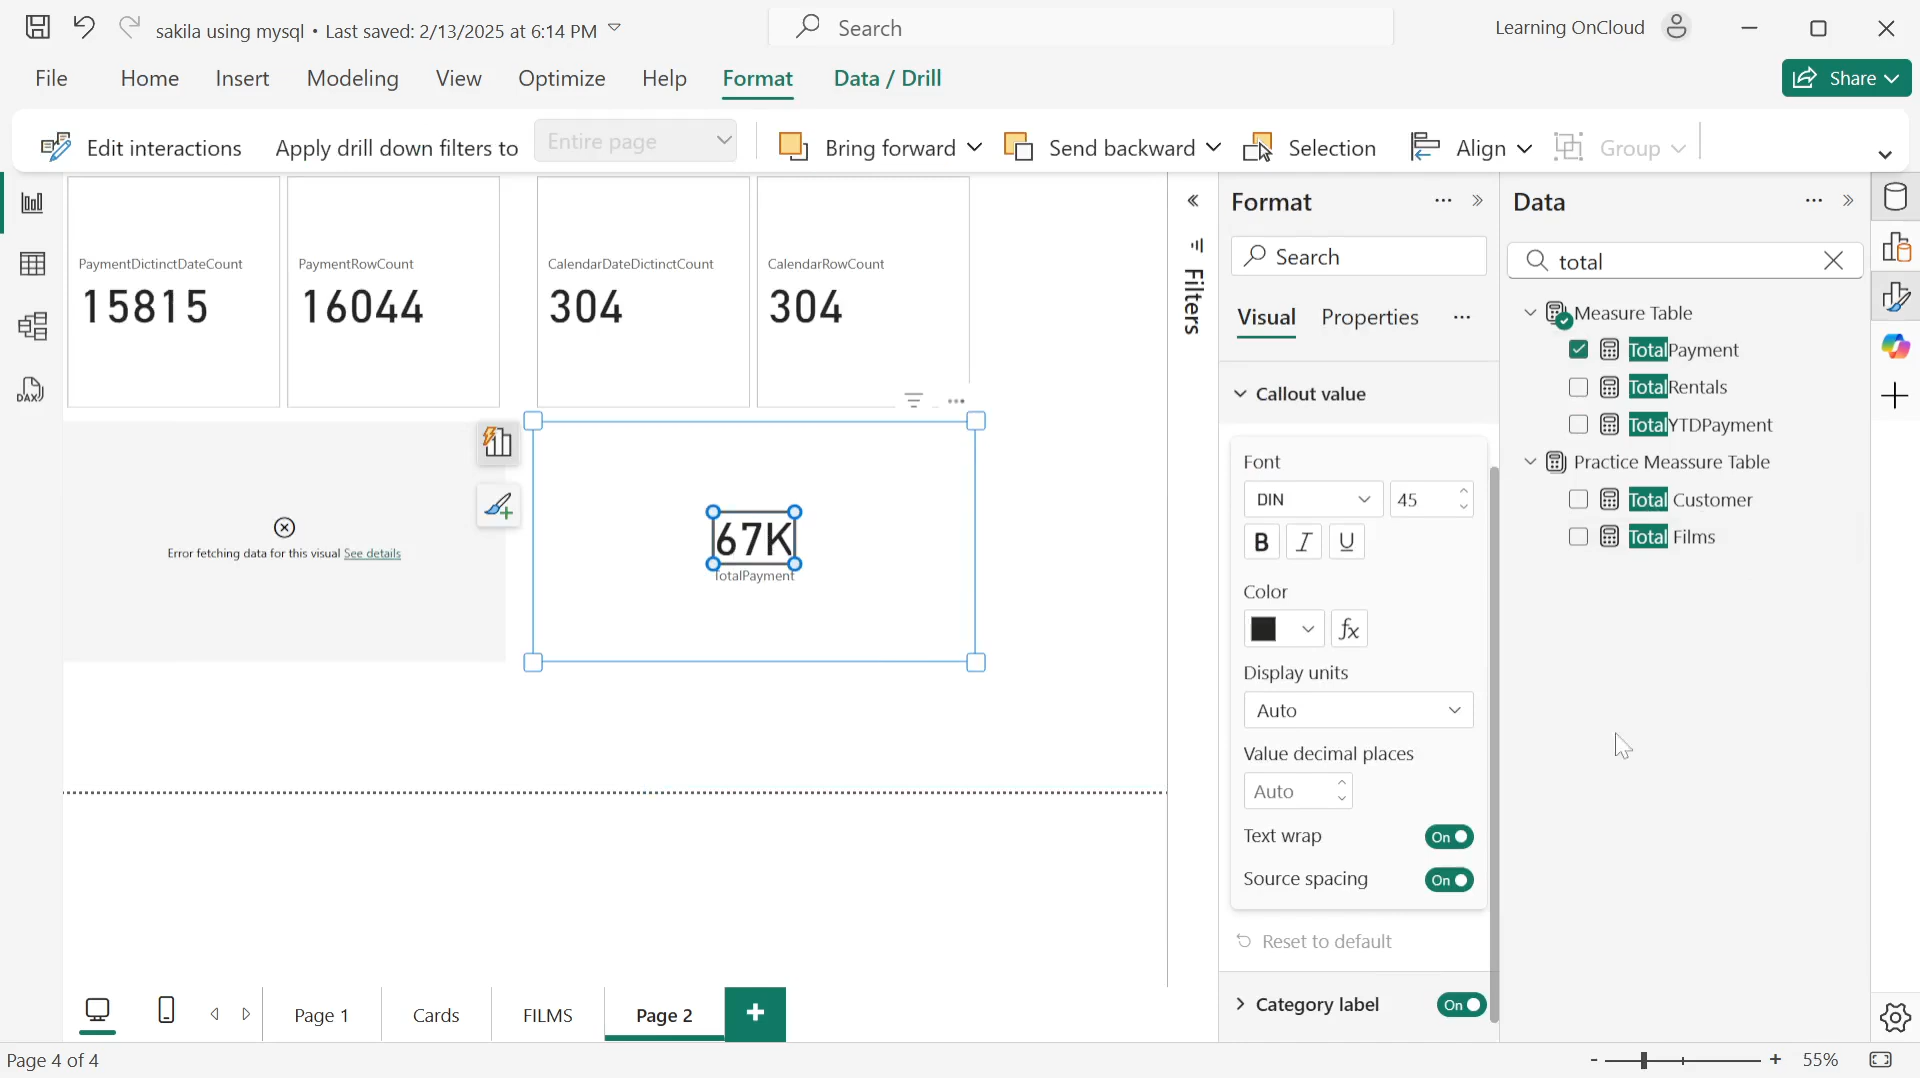 sakila using mysql • Last saved: 2/13/2025 at 6:14 PM
Search
Learning OnCloud
File
Home
Insert
Modeling
View
Optimize
Help
Format
Data / Drill
Share
Edit interactions
Apply drill down filters to
Entire page
Bring forward
Send backward
Selection
Align
Group
PaymentDictinctDateCount
15815
PaymentRowCount
16044
CalendarDateDictinctCount
304
CalendarRowCount
304
Error fetching data for this visual See details
67K
TotalPayment
Filters
Format
Search
Visual
Properties
Callout value
Font
DIN
45
B
I
U
Color
fx
Display units
Auto
Value decimal places
Auto
Text wrap
On
Source spacing
On
Reset to default
Category label
On
Data
total
Measure Table
TotalPayment
TotalRentals
TotalYTDPayment
Practice Meassure Table
Total Customer
Total Films
DAX
Page 1
Cards
FILMS
Page 2
+
Page 4 of 4
-
+
55%